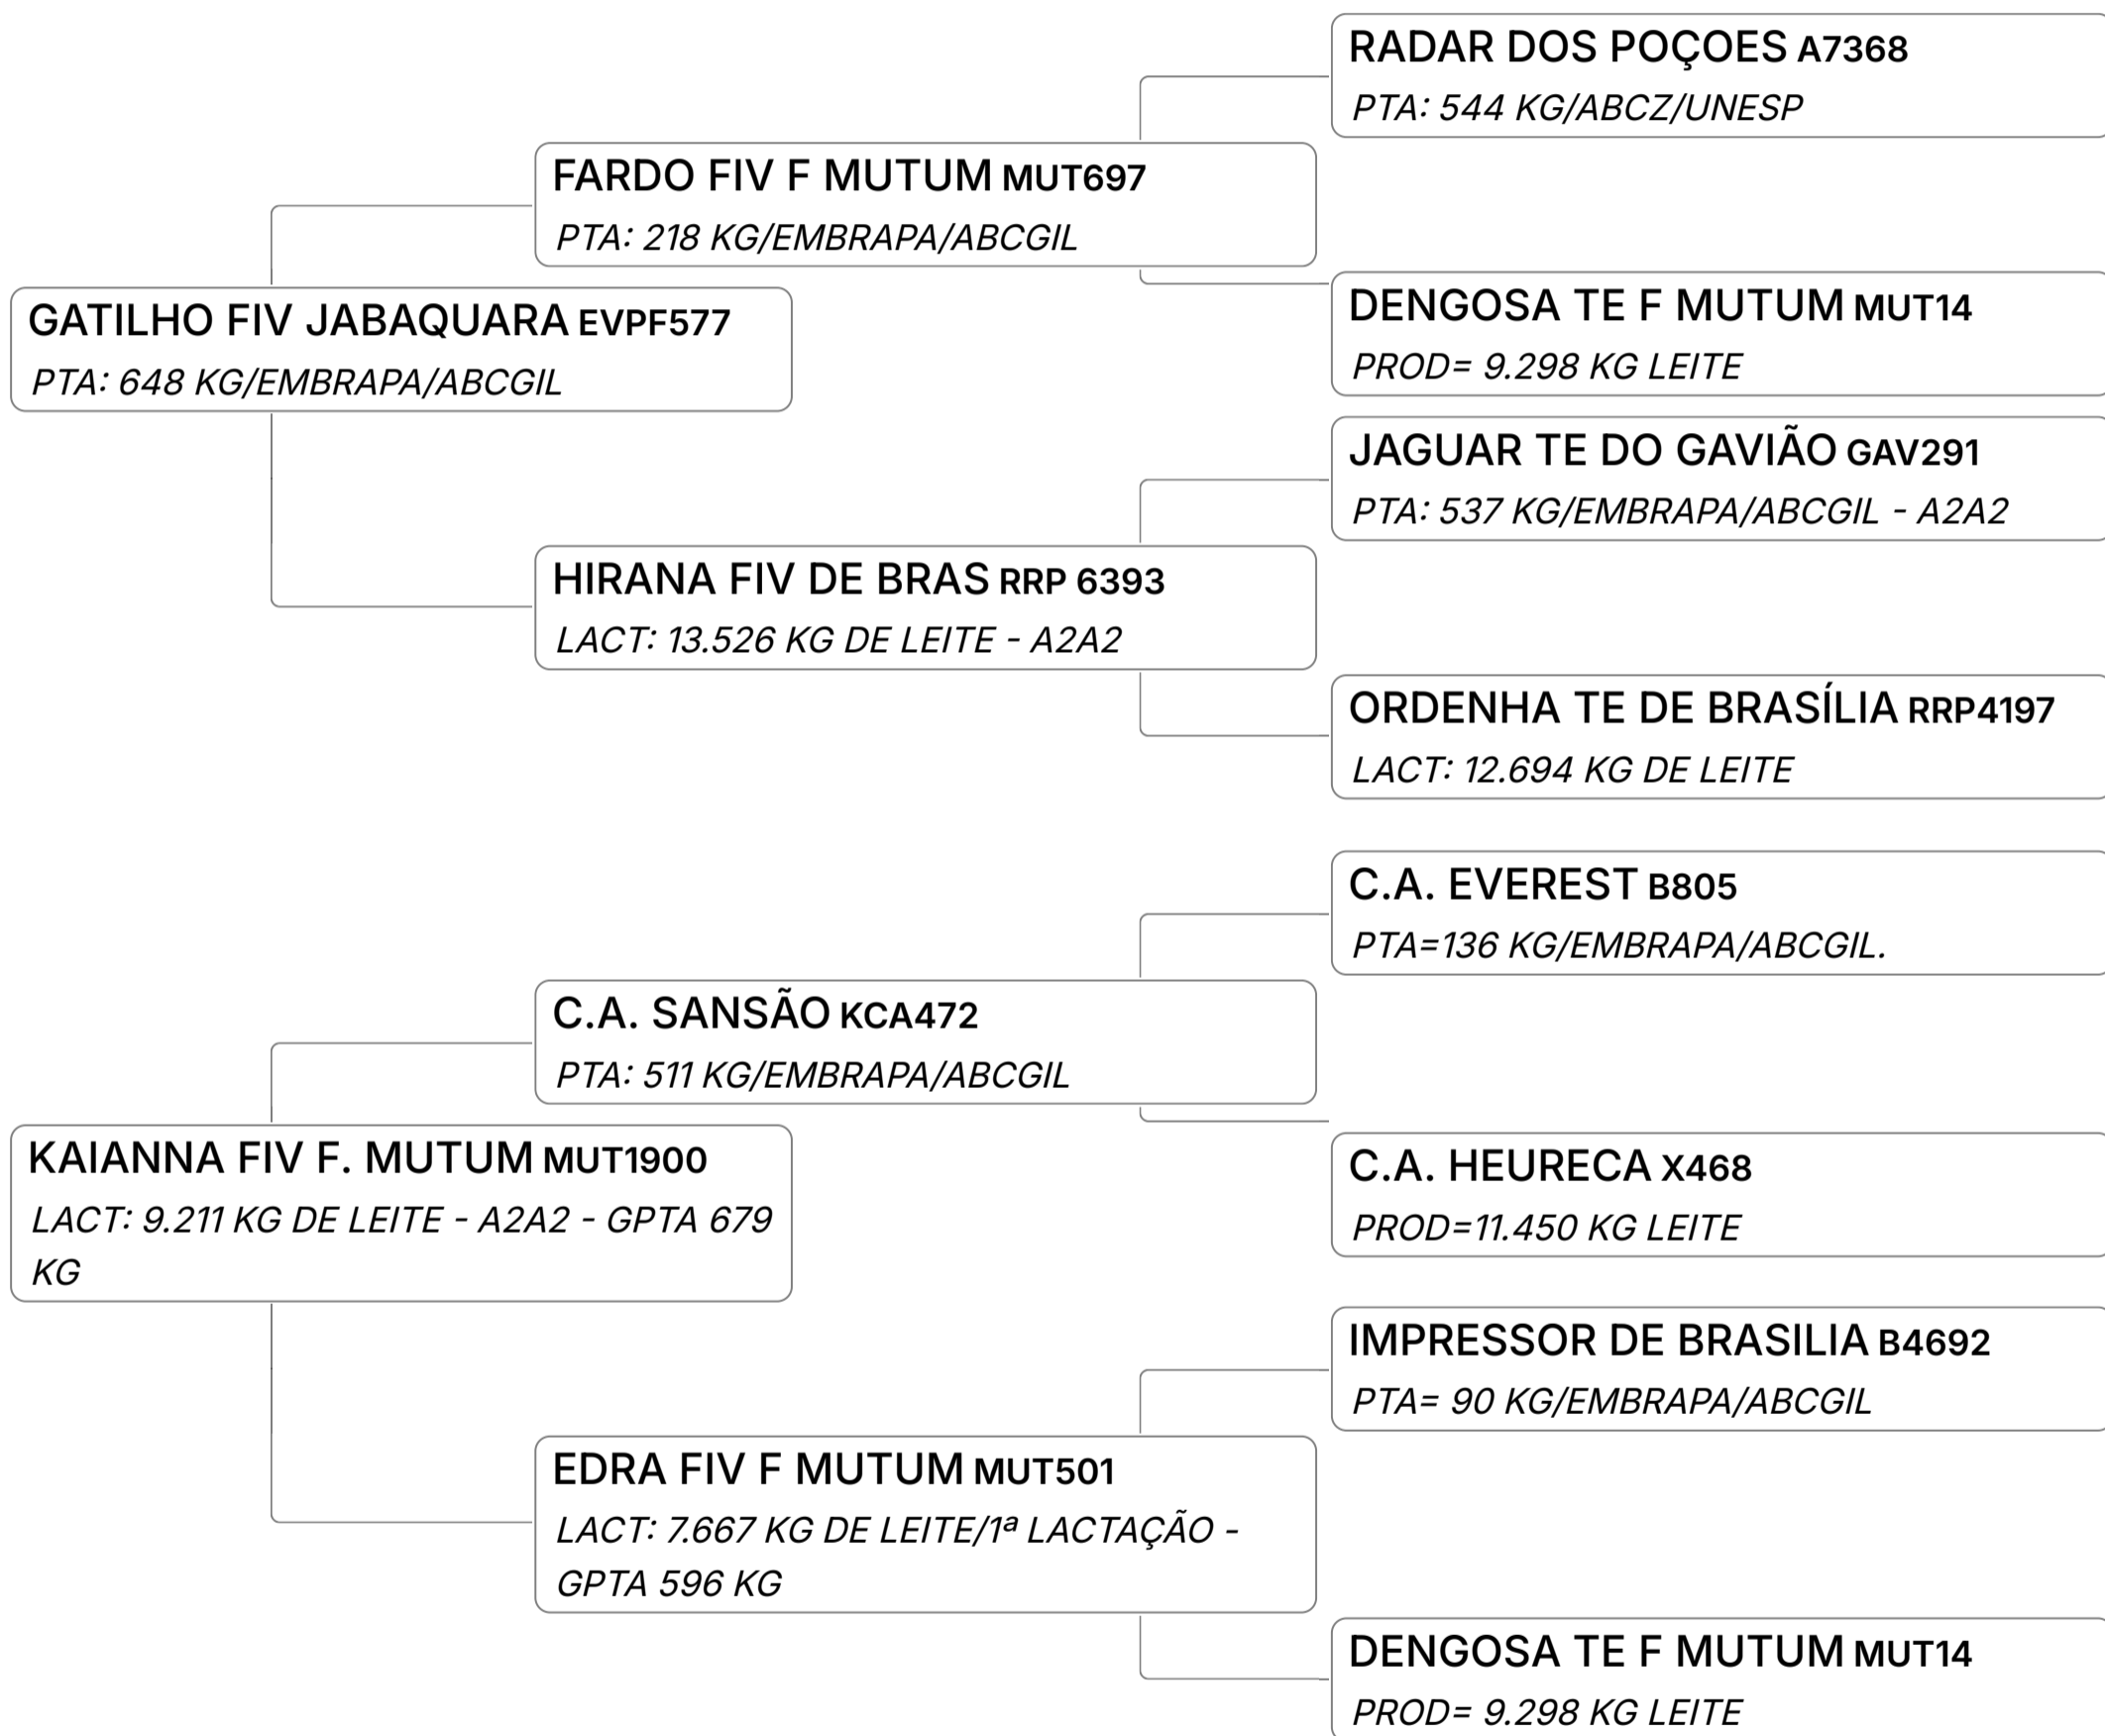 RADAR DOS POÇOES A7368
PTA: 544 KG/ABCZ/UNESP
FARDO FIV F MUTUM MUT697
PTA: 218 KG/EMBRAPA/ABCGIL
DENGOSA TE F MUTUM MUT14
PROD= 9.298 KG LEITE
GATILHO FIV JABAQUARA EVPF577
PTA: 648 KG/EMBRAPA/ABCGIL
JAGUAR TE DO GAVIÃO GAV291
PTA: 537 KG/EMBRAPA/ABCGIL - A2A2
HIRANA FIV DE BRAS RRP 6393
LACT: 13.526 KG DE LEITE - A2A2
ORDENHA TE DE BRASÍLIA RRP4197
LACT: 12.694 KG DE LEITE
C.A. EVEREST B805
PTA=136 KG/EMBRAPA/ABCGIL.
C.A. SANSÃO KCA472
PTA: 511 KG/EMBRAPA/ABCGIL
C.A. HEURECA X468
PROD=11.450 KG LEITE
KAIANNA FIV F. MUTUM MUT1900
LACT: 9.211 KG DE LEITE - A2A2 - GPTA 679
KG
IMPRESSOR DE BRASILIA B4692
PTA= 90 KG/EMBRAPA/ABCGIL
EDRA FIV F MUTUM MUT501
LACT: 7.667 KG DE LEITE/1ª LACTAÇÃO -
GPTA 596 KG
DENGOSA TE F MUTUM MUT14
PROD= 9.298 KG LEITE